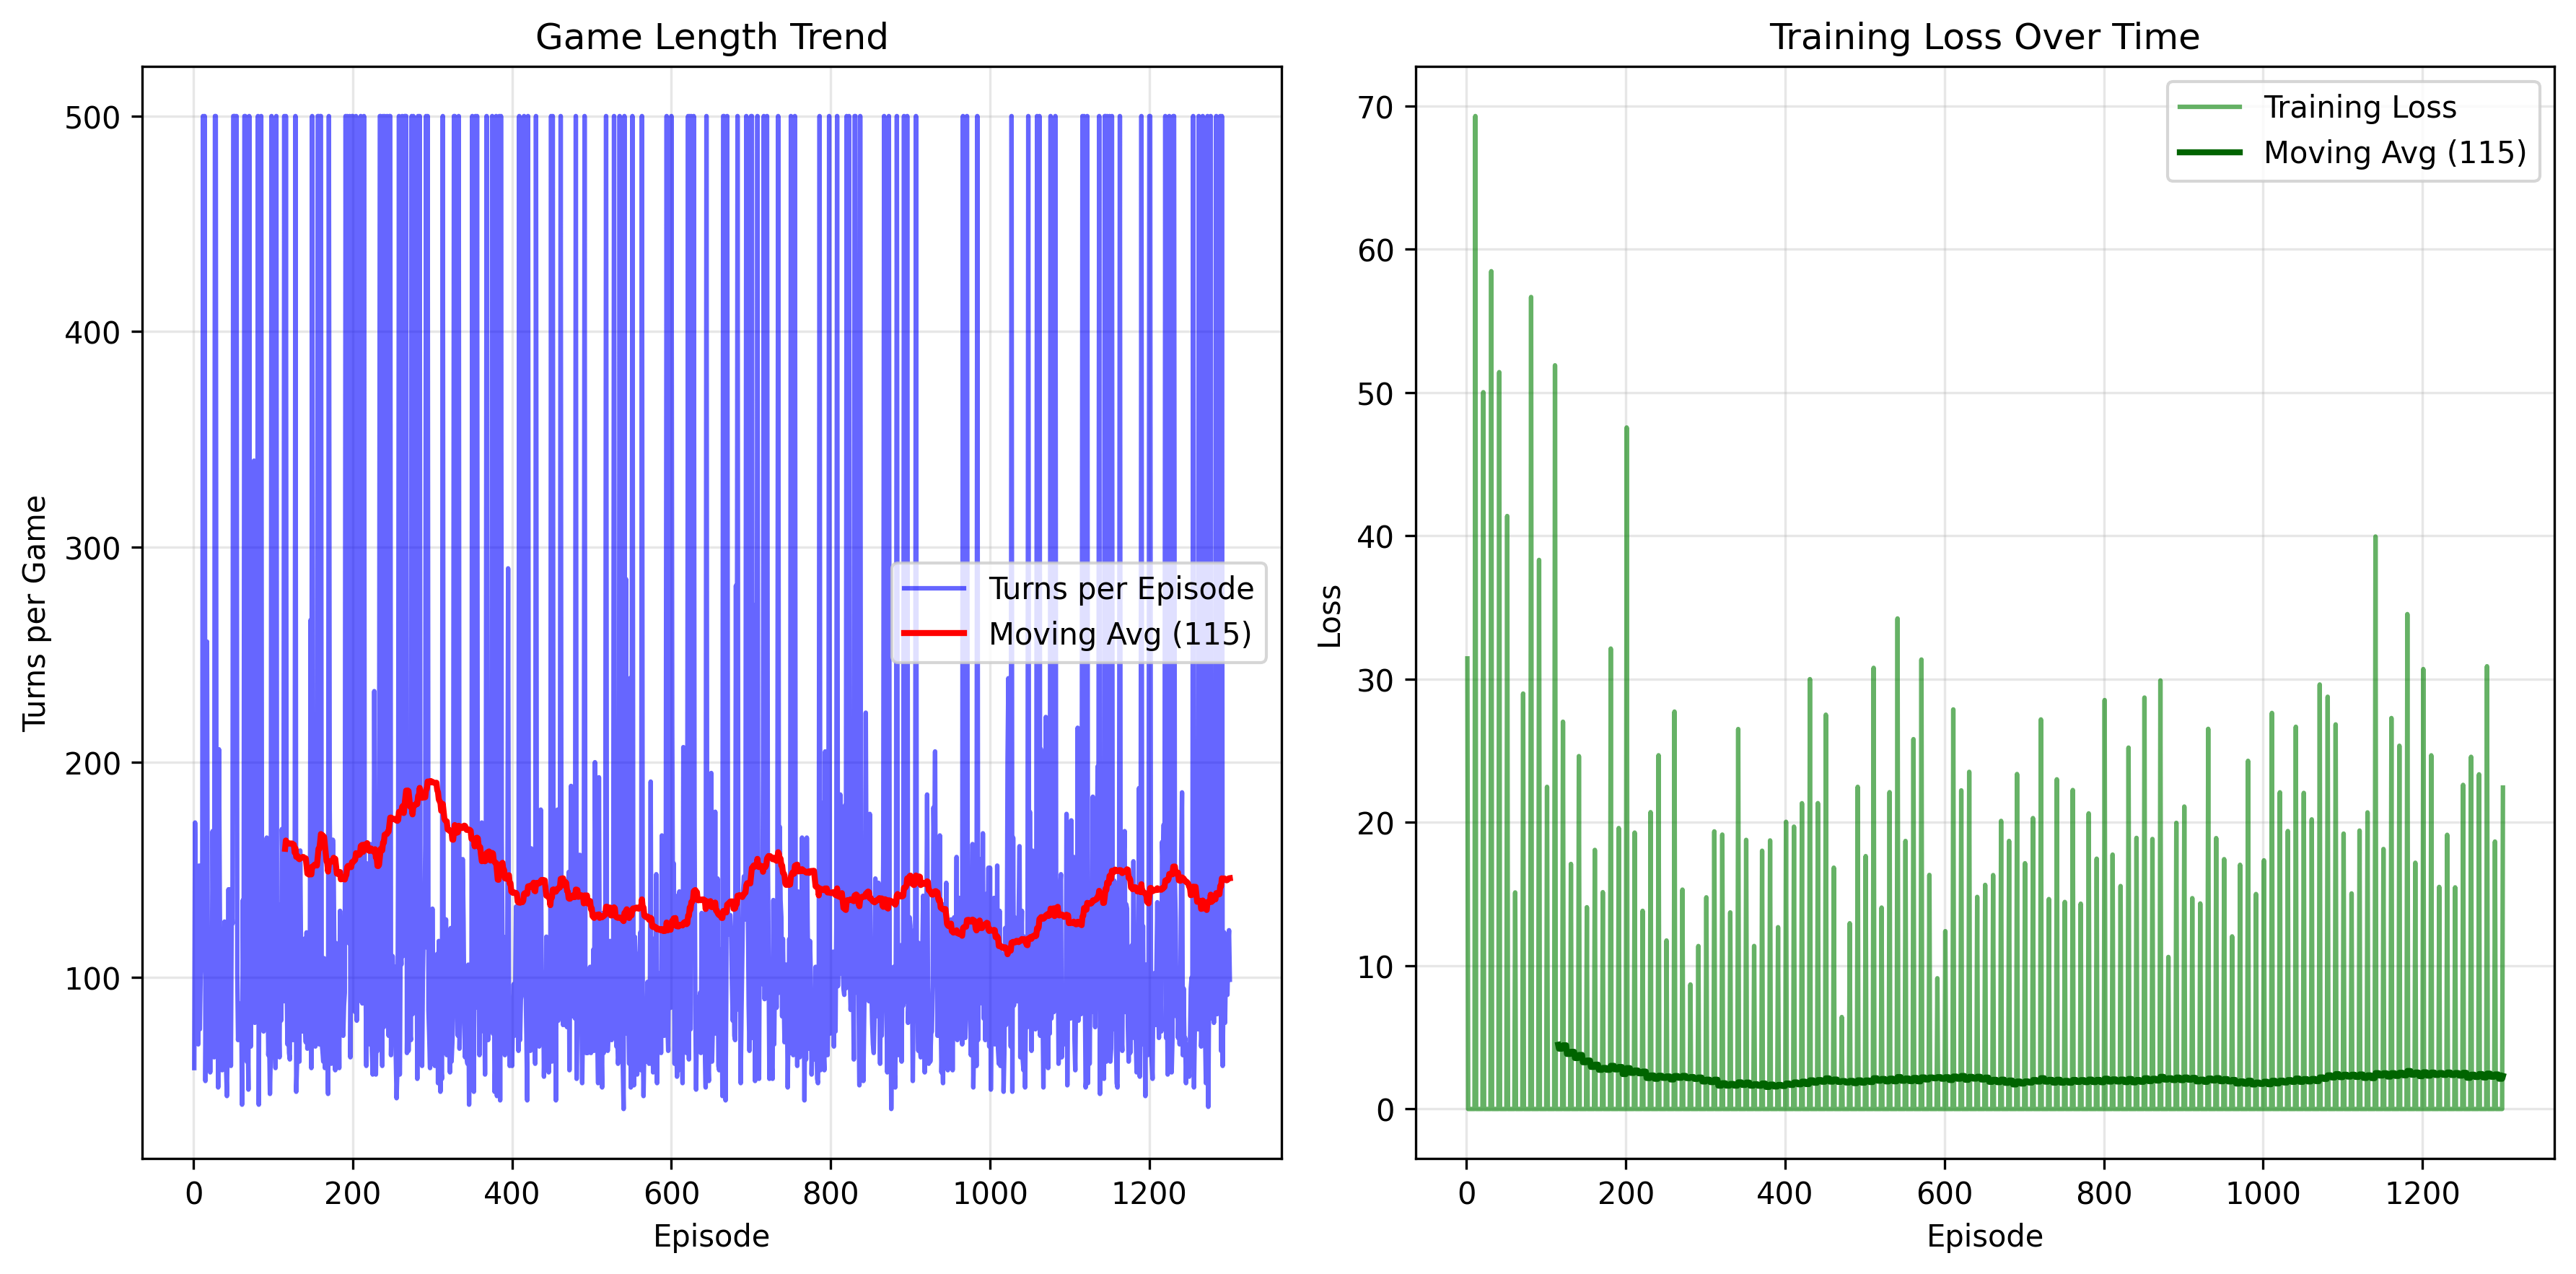 Game Length Trend
500
400
300
200
100
Turns per Game
0
200
400
600
800
1000
1200
Episode
Turns per Episode
Moving Avg (115)
Training Loss Over Time
70
60
50
40
30
20
10
0
Loss
0
200
400
600
800
1000
1200
Episode
Training Loss
Moving Avg (115)